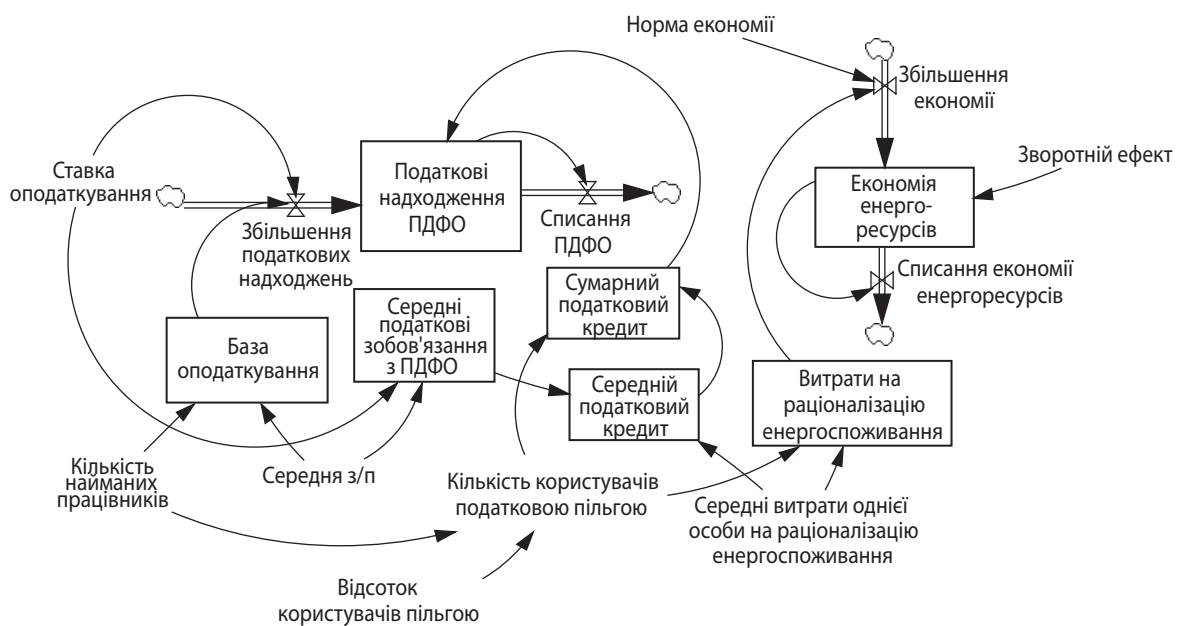 Норма економії
Збільшення
економії
Ставка
оподаткування
Податкові
надходження
ПДФО
Зворотній ефект
Економія
енерго-
ресурсів
Збільшення
податкових
надходжень
Списання
ПДФО
Списання економії
енергоресурсів
Сумарний
податковий
кредит
Середні
податкові
зобов'язання
з ПДФО
База
оподаткування
Середній
податковий
кредит
Витрати на
раціоналізацію
енергоспоживання
Кількість
найманих
працівників
Середня з/п
Кількість користувачів
податковою пільгою
Середні витрати однієї
особи на раціоналізацію
енергоспоживання
Відсоток
користувачів пільгою